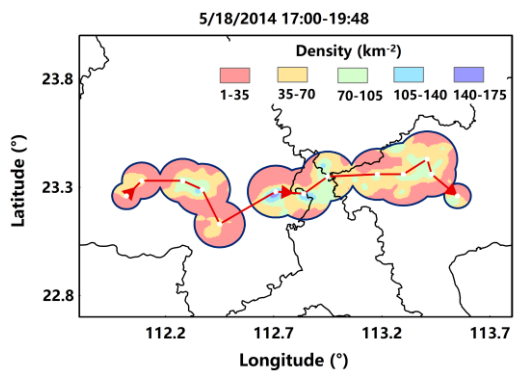 5/18/2014 17:00-19:48
Density (km⁻²)
1-35 35-70 70-105 105-140 140-175
23.8
23.3
22.8
Latitude (°)
112.2 112.7 113.2 113.7
Longitude (°)